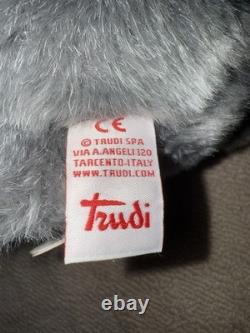 CE
© TRUDI SPA
VIA A.ANGELI 120
TARCENTO-ITALY
WWW.TRUDI.COM
Trudi